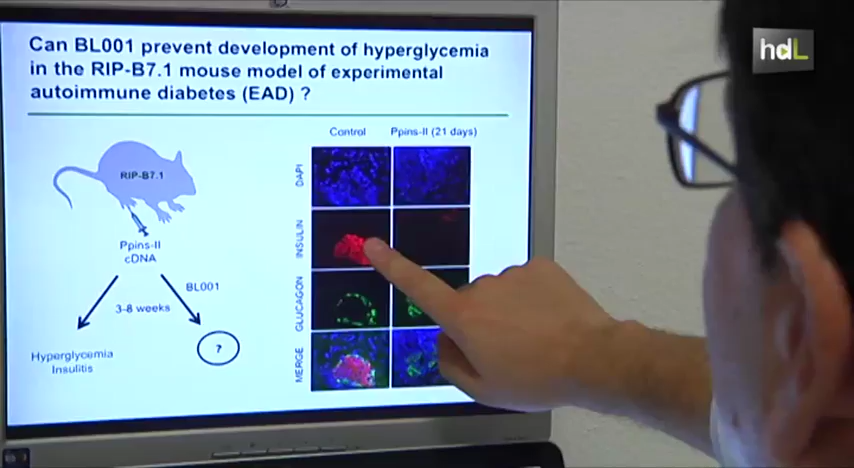 hdL
Can BL001 prevent development of hyperglycemia
in the RIP-B7.1 mouse model of experimental
autoimmune diabetes (EAD) ?
Control Ppins-II (21 days)
RIP-B7.1
DAPI
Ppins-II
cDNA
INSULIN
BL001
3-8 weeks
GLUCAGON
Hyperglycemia
Insulitis
?
MERGE